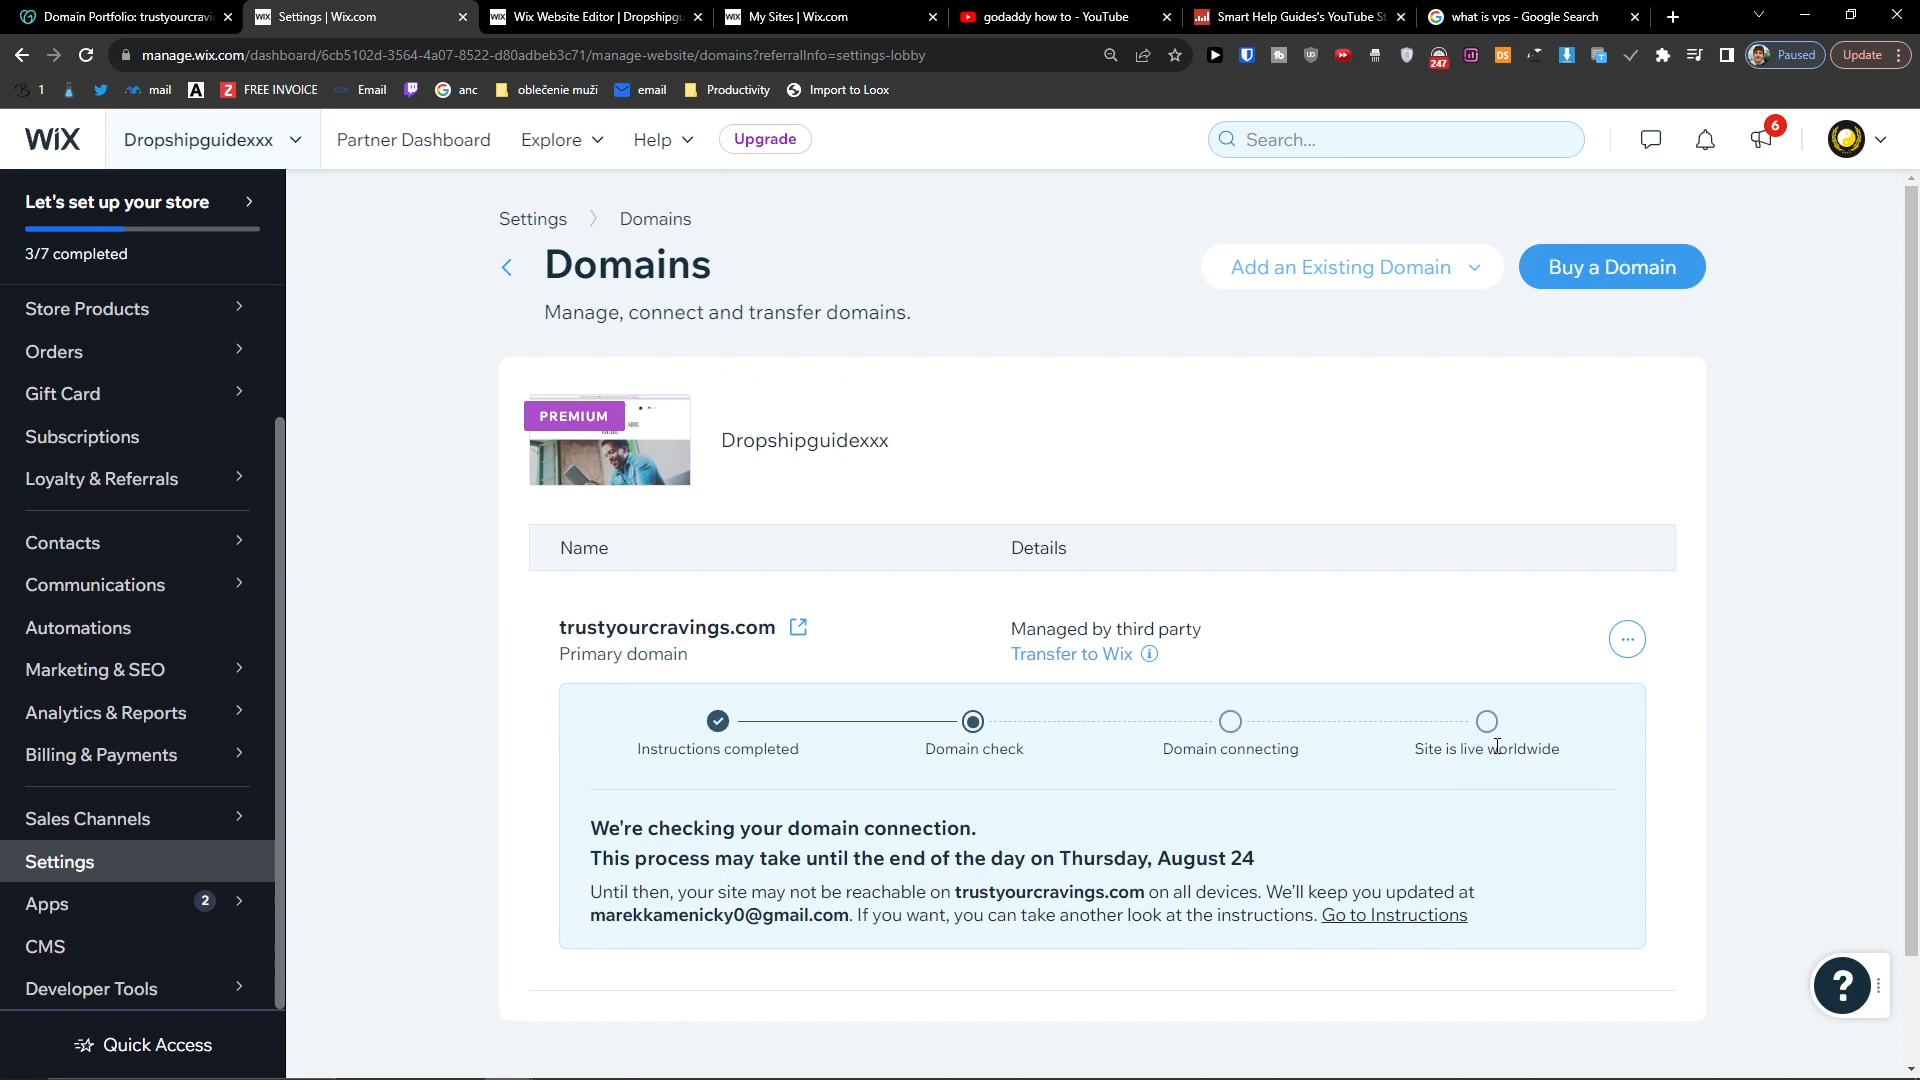 Domain Portfolio: trustyourcravi
Settings | Wix.com
Wix Website Editor | Dropshipgu
My Sites | Wix.com
godaddy how to - YouTube
Smart Help Guides's YouTube St
what is vps - Google Search
manage.wix.com/dashboard/6cb5102d-3564-4a07-8522-d80adbeb3c71/manage-website/domains?referralInfo=settings-lobby
247
DS
Paused
Update
1
mail
FREE INVOICE
Email
anc
oblečenie muži
email
Productivity
Import to Loox
WiX
Dropshipguidexxx
Partner Dashboard
Explore
Help
Upgrade
Search...
6
Let's set up your store
3/7 completed
Store Products
Orders
Gift Card
Subscriptions
Loyalty & Referrals
Contacts
Communications
Automations
Marketing & SEO
Analytics & Reports
Billing & Payments
Sales Channels
Settings
Apps
2
CMS
Developer Tools
Quick Access
Settings > Domains
Domains
Manage, connect and transfer domains.
Add an Existing Domain
Buy a Domain
PREMIUM
Dropshipguidexxx
Name
Details
trustyourcravings.com
Primary domain
Managed by third party
Transfer to Wix
Instructions completed
Domain check
Domain connecting
Site is live worldwide
We're checking your domain connection.
This process may take until the end of the day on Thursday, August 24
Until then, your site may not be reachable on trustyourcravings.com on all devices. We'll keep you updated at
marekkamenicky0@gmail.com. If you want, you can take another look at the instructions. Go to Instructions
?